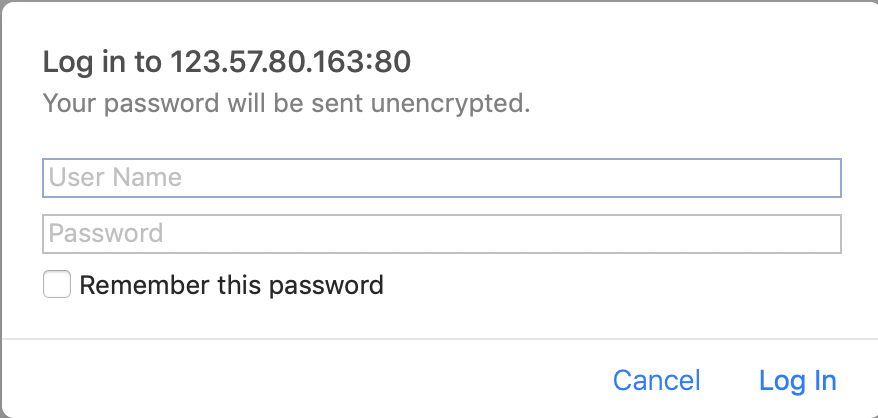 Log in to 123.57.80.163:80
Your password will be sent unencrypted.
User Name
Password
Remember this password
Cancel Log In